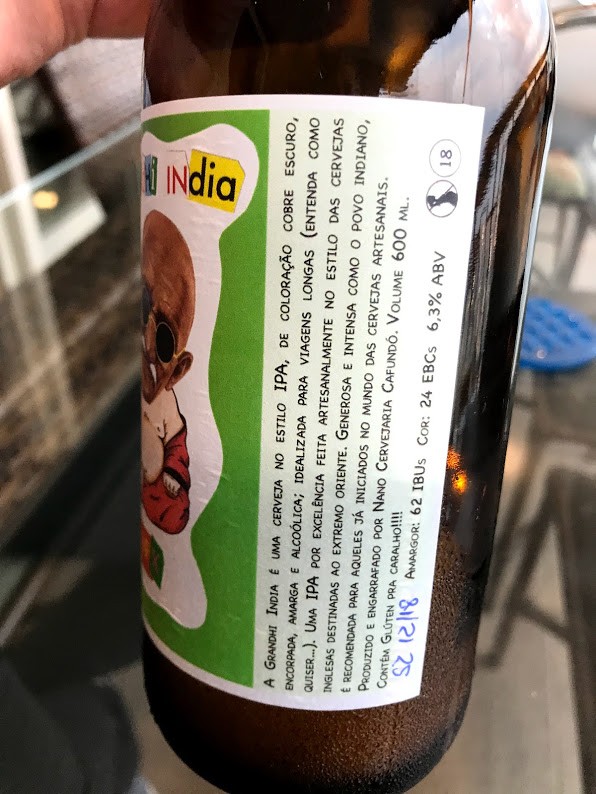 INdia
A GRANDHI INDIA É UMA CERVEJA NO ESTILO IPA, DE COLORAÇÃO COBRE ESCURO,
ENCORPADA, AMARGA E ALCOÓLICA; IDEALIZADA PARA VIAGENS LONGAS (ENTENDA COMO
QUISER...). UMA IPA POR EXCELÊNCIA FEITA ARTESANALMENTE NO ESTILO DAS CERVEJAS
INGLESAS DESTINADAS AO EXTREMO ORIENTE. GENEROSA E INTENSA COMO O POVO INDIANO,
É RECOMENDADA PARA AQUELES JÁ INICIADOS NO MUNDO DAS CERVEJAS ARTESANAIS.
PRODUZIDO E ENGARRAFADO POR NANO CERVEJARIA CAFUNDÓ. VOLUME 600 ML.
CONTÉM GLÚTEN PRA CARALHO!!!!
25/12/18 AMARGOR: 62 IBUS COR: 24 EBCS 6,3% ABV
18